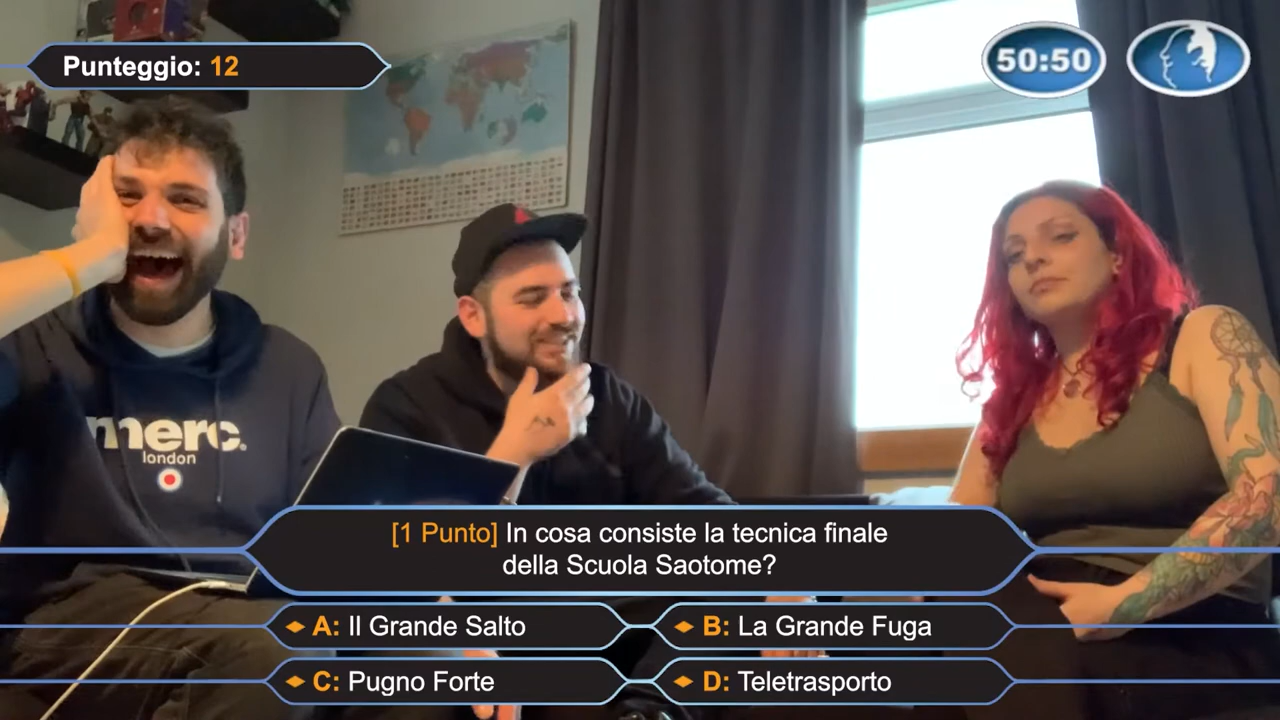 Punteggio: 12
50:50
merc.
london
[1 Punto] In cosa consiste la tecnica finale
della Scuola Saotome?
A: Il Grande Salto
B: La Grande Fuga
C: Pugno Forte
D: Teletrasporto